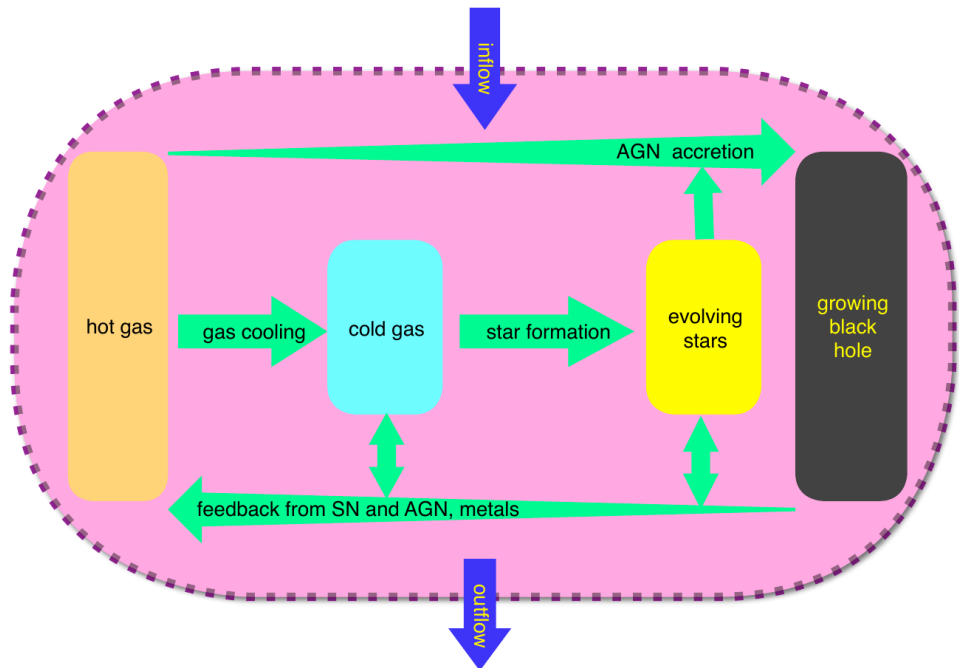 inflow
AGN accretion
hot gas
gas cooling
cold gas
star formation
evolving
stars
growing
black
hole
feedback from SN and AGN, metals
outflow